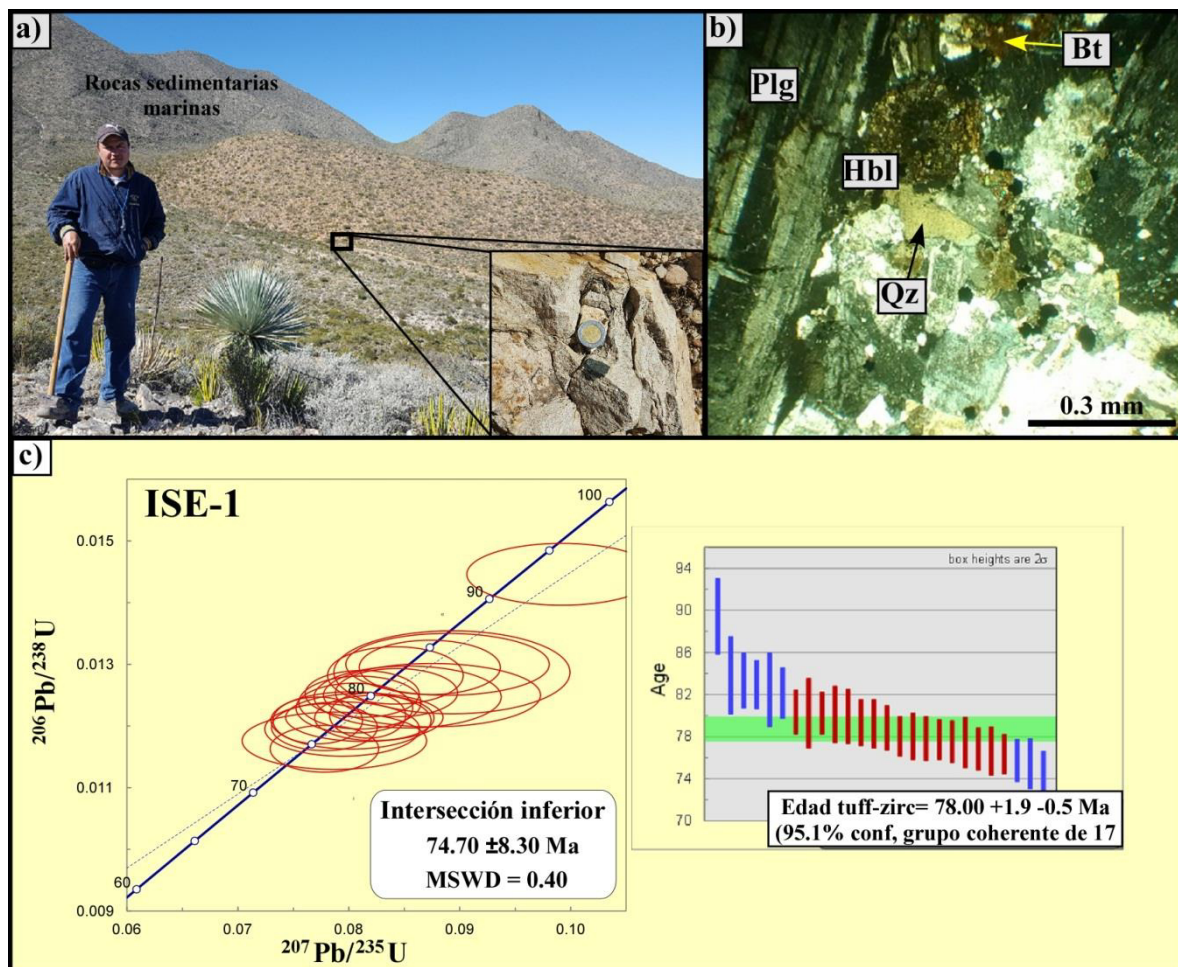 a)
Rocas sedimentarias
marinas
b)
Bt
Plg
Hbl
Qz
0.3 mm
c)
ISE-1
100
0.015
90
0.013
80
70
0.011
60
0.009
0.06
0.07
0.08
0.09
0.10
206Pb/238U
207Pb/235U
Intersección inferior
74.70 ±8.30 Ma
MSWD = 0.40
box heights are 2σ
94
90
86
82
78
74
70
Age
Edad tuff-zirc= 78.00 +1.9 -0.5 Ma
(95.1% conf, grupo coherente de 17